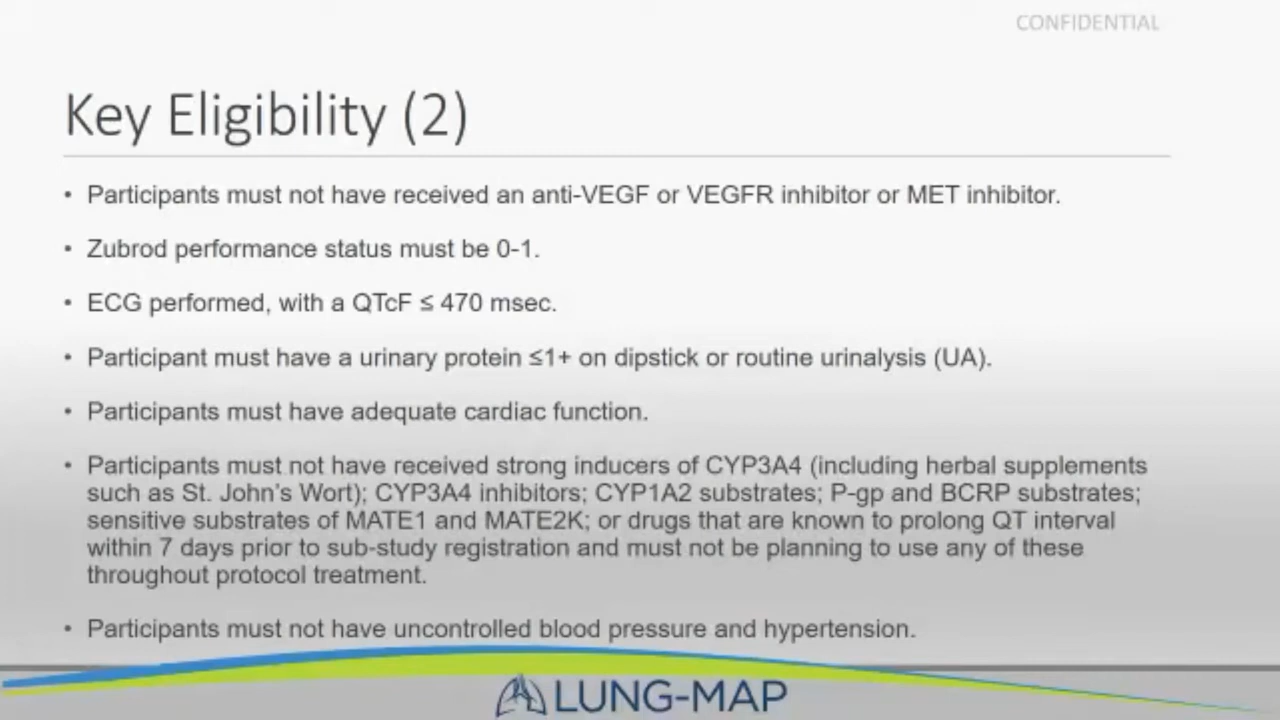 CONFIDENTIAL
Key Eligibility (2)
• Participants must not have received an anti-VEGF or VEGFR inhibitor or MET inhibitor.
• Zubrod performance status must be 0-1.
• ECG performed, with a QTcF ≤ 470 msec.
• Participant must have a urinary protein ≤1+ on dipstick or routine urinalysis (UA).
• Participants must have adequate cardiac function.
• Participants must not have received strong inducers of CYP3A4 (including herbal supplements
such as St. John's Wort); CYP3A4 inhibitors; CYP1A2 substrates; P-gp and BCRP substrates;
sensitive substrates of MATE1 and MATE2K; or drugs that are known to prolong QT interval
within 7 days prior to sub-study registration and must not be planning to use any of these
throughout protocol treatment.
• Participants must not have uncontrolled blood pressure and hypertension.
LUNG-MAP